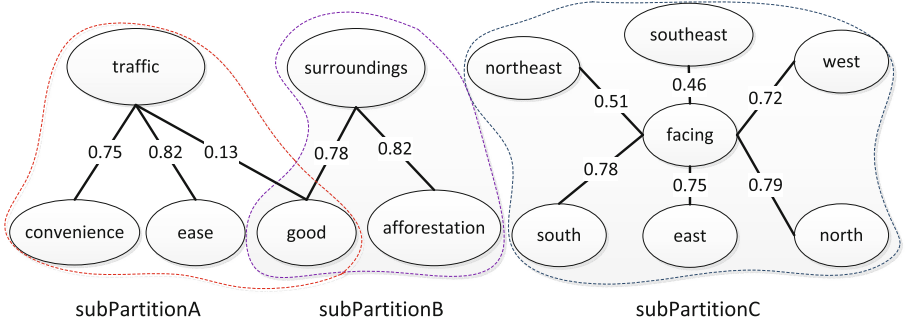 traffic
0.75
0.82
0.13
convenience
ease
good
surroundings
0.78
0.82
afforestation
northeast
southeast
west
0.51
0.46
0.72
facing
0.78
0.75
0.79
south
east
north
subPartitionA
subPartitionB
subPartitionC